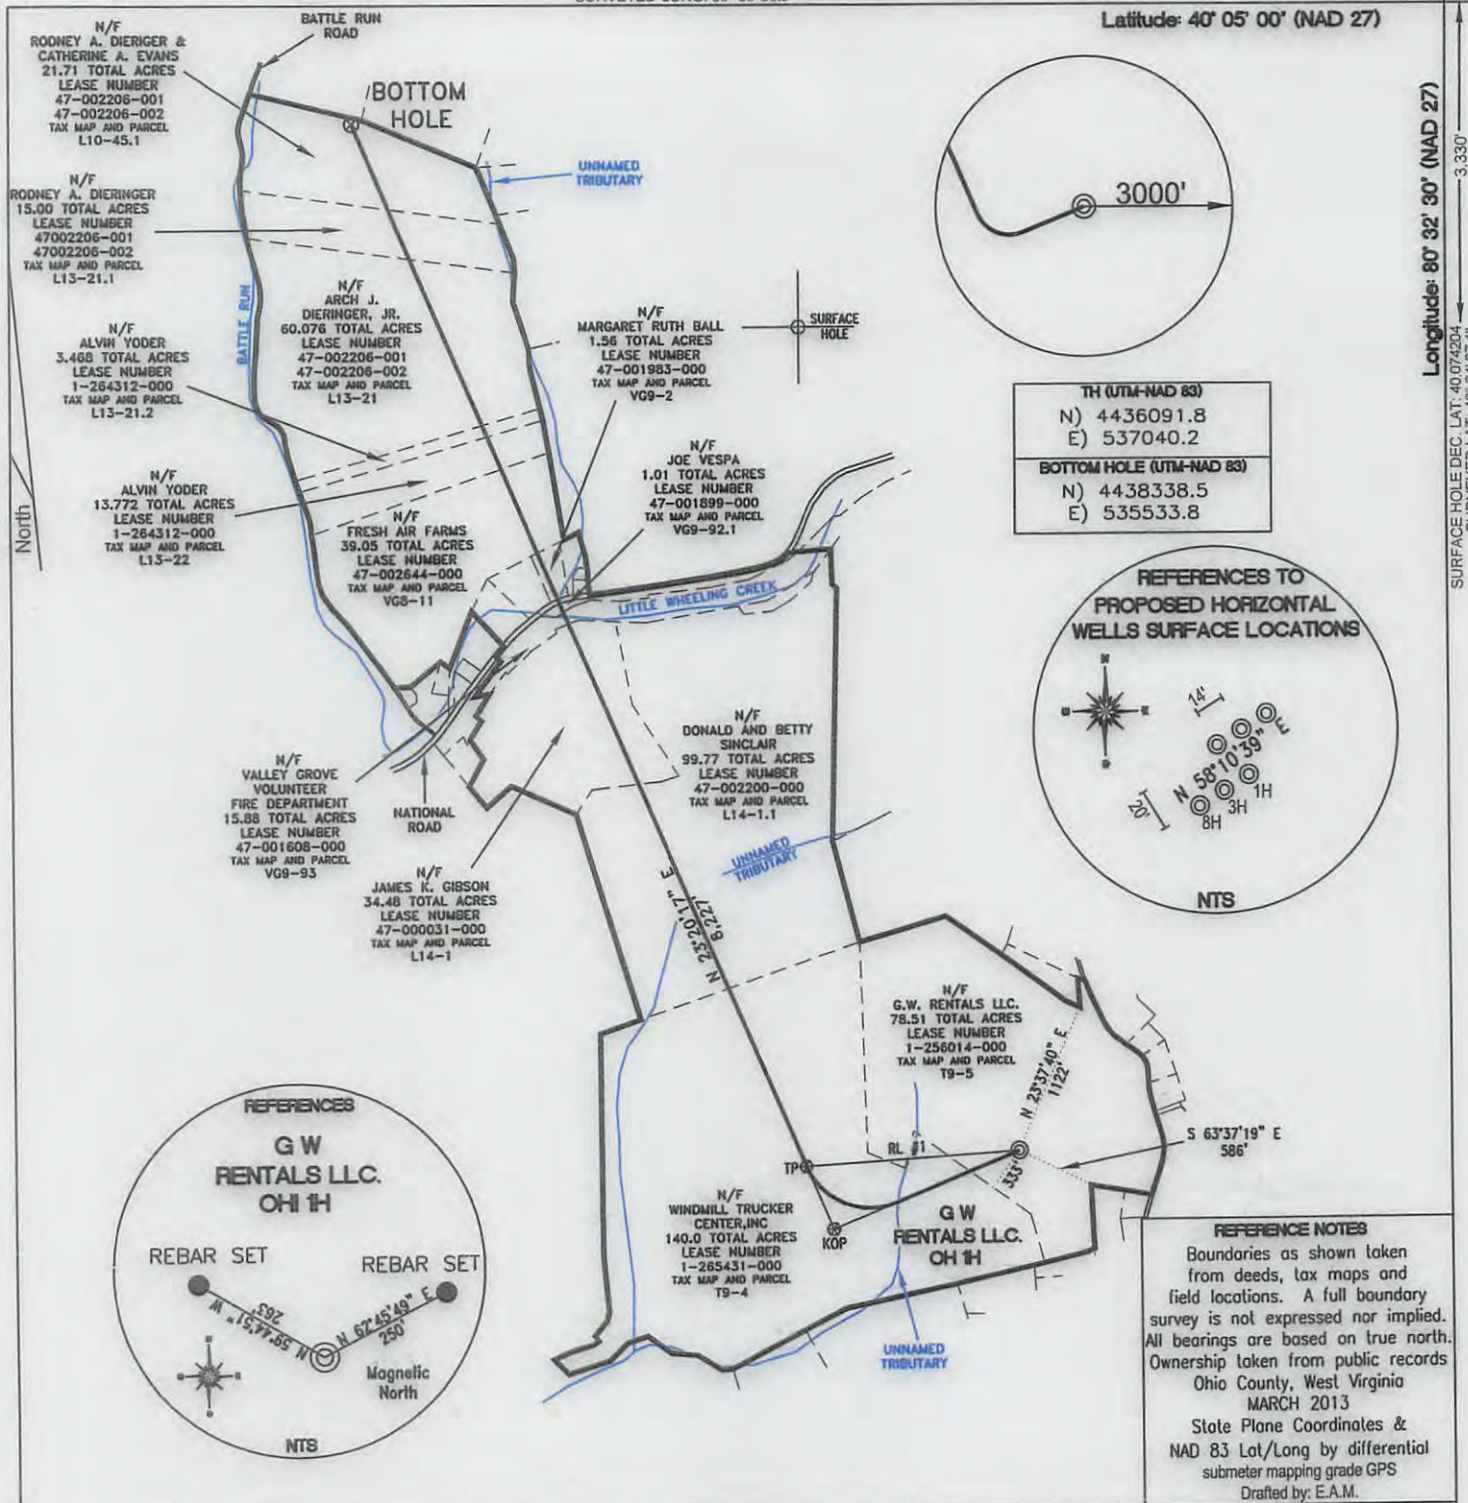 Latitude: 40° 05' 00" (NAD 27)
Longitude: 80° 32' 30" (NAD 27)
3,330'
SURFACE HOLE DEC. LAT: 40.074204
N/F
RODNEY A. DIERIGER &
CATHERINE A. EVANS
21.71 TOTAL ACRES
LEASE NUMBER
47-002206-001
47-002206-002
TAX MAP AND PARCEL
L10-45.1
BATTLE RUN
ROAD
BOTTOM
HOLE
UNNAMED
TRIBUTARY
N/F
RODNEY A. DIERINGER
15.00 TOTAL ACRES
LEASE NUMBER
47002206-001
47002206-002
TAX MAP AND PARCEL
L13-21.1
BATTLE RUN
N/F
ARCH J.
DIERINGER, JR.
60.076 TOTAL ACRES
LEASE NUMBER
47-002206-001
47-002206-002
TAX MAP AND PARCEL
L13-21
N/F
MARGARET RUTH BALL
1.56 TOTAL ACRES
LEASE NUMBER
47-001983-000
TAX MAP AND PARCEL
VG9-2
SURFACE
HOLE
3000'
TH (UTM-NAD 83)
N) 4436091.8
E) 537040.2
BOTTOM HOLE (UTM-NAD 83)
N) 4438338.5
E) 535533.8
N/F
ALVIN YODER
3.468 TOTAL ACRES
LEASE NUMBER
1-264312-000
TAX MAP AND PARCEL
L13-21.2
N/F
ALVIN YODER
13.772 TOTAL ACRES
LEASE NUMBER
1-264312-000
TAX MAP AND PARCEL
L13-22
North
N/F
FRESH AIR FARMS
39.05 TOTAL ACRES
LEASE NUMBER
47-002644-000
TAX MAP AND PARCEL
VG8-11
N/F
JOE VESPA
1.01 TOTAL ACRES
LEASE NUMBER
47-001899-000
TAX MAP AND PARCEL
VG9-92.1
LITTLE WHEELING CREEK
REFERENCES TO
PROPOSED HORIZONTAL
WELLS SURFACE LOCATIONS
14'
N 58°10'39" E
20'
1H
3H
8H
NTS
N/F
VALLEY GROVE
VOLUNTEER
FIRE DEPARTMENT
15.88 TOTAL ACRES
LEASE NUMBER
47-001608-000
TAX MAP AND PARCEL
VG9-93
NATIONAL
ROAD
N/F
JAMES K. GIBSON
34.48 TOTAL ACRES
LEASE NUMBER
47-000031-000
TAX MAP AND PARCEL
L14-1
N/F
DONALD AND BETTY
SINCLAIR
99.77 TOTAL ACRES
LEASE NUMBER
47-002200-000
TAX MAP AND PARCEL
L14-1.1
UNNAMED
TRIBUTARY
N 23°20'17" E
8,227'
N/F
G.W. RENTALS LLC.
78.51 TOTAL ACRES
LEASE NUMBER
1-256014-000
TAX MAP AND PARCEL
T9-5
N 23°37'40" E
1122'
S 63°37'19" E
586'
333'
RL #1
TP
KOP
N/F
WINDMILL TRUCKER
CENTER,INC
140.0 TOTAL ACRES
LEASE NUMBER
1-265431-000
TAX MAP AND PARCEL
T9-4
G W
RENTALS LLC.
OH 1H
UNNAMED
TRIBUTARY
REFERENCES
G W
RENTALS LLC.
OHI 1H
REBAR SET
REBAR SET
N 59°44'51" W
263'
N 62°45'49" E
250'
Magnetic
North
NTS
REFERENCE NOTES
Boundaries as shown taken
from deeds, tax maps and
field locations. A full boundary
survey is not expressed nor implied.
All bearings are based on true north.
Ownership taken from public records
Ohio County, West Virginia
MARCH 2013
State Plane Coordinates &
NAD 83 Lat/Long by differential
submeter mapping grade GPS
Drafted by: E.A.M.